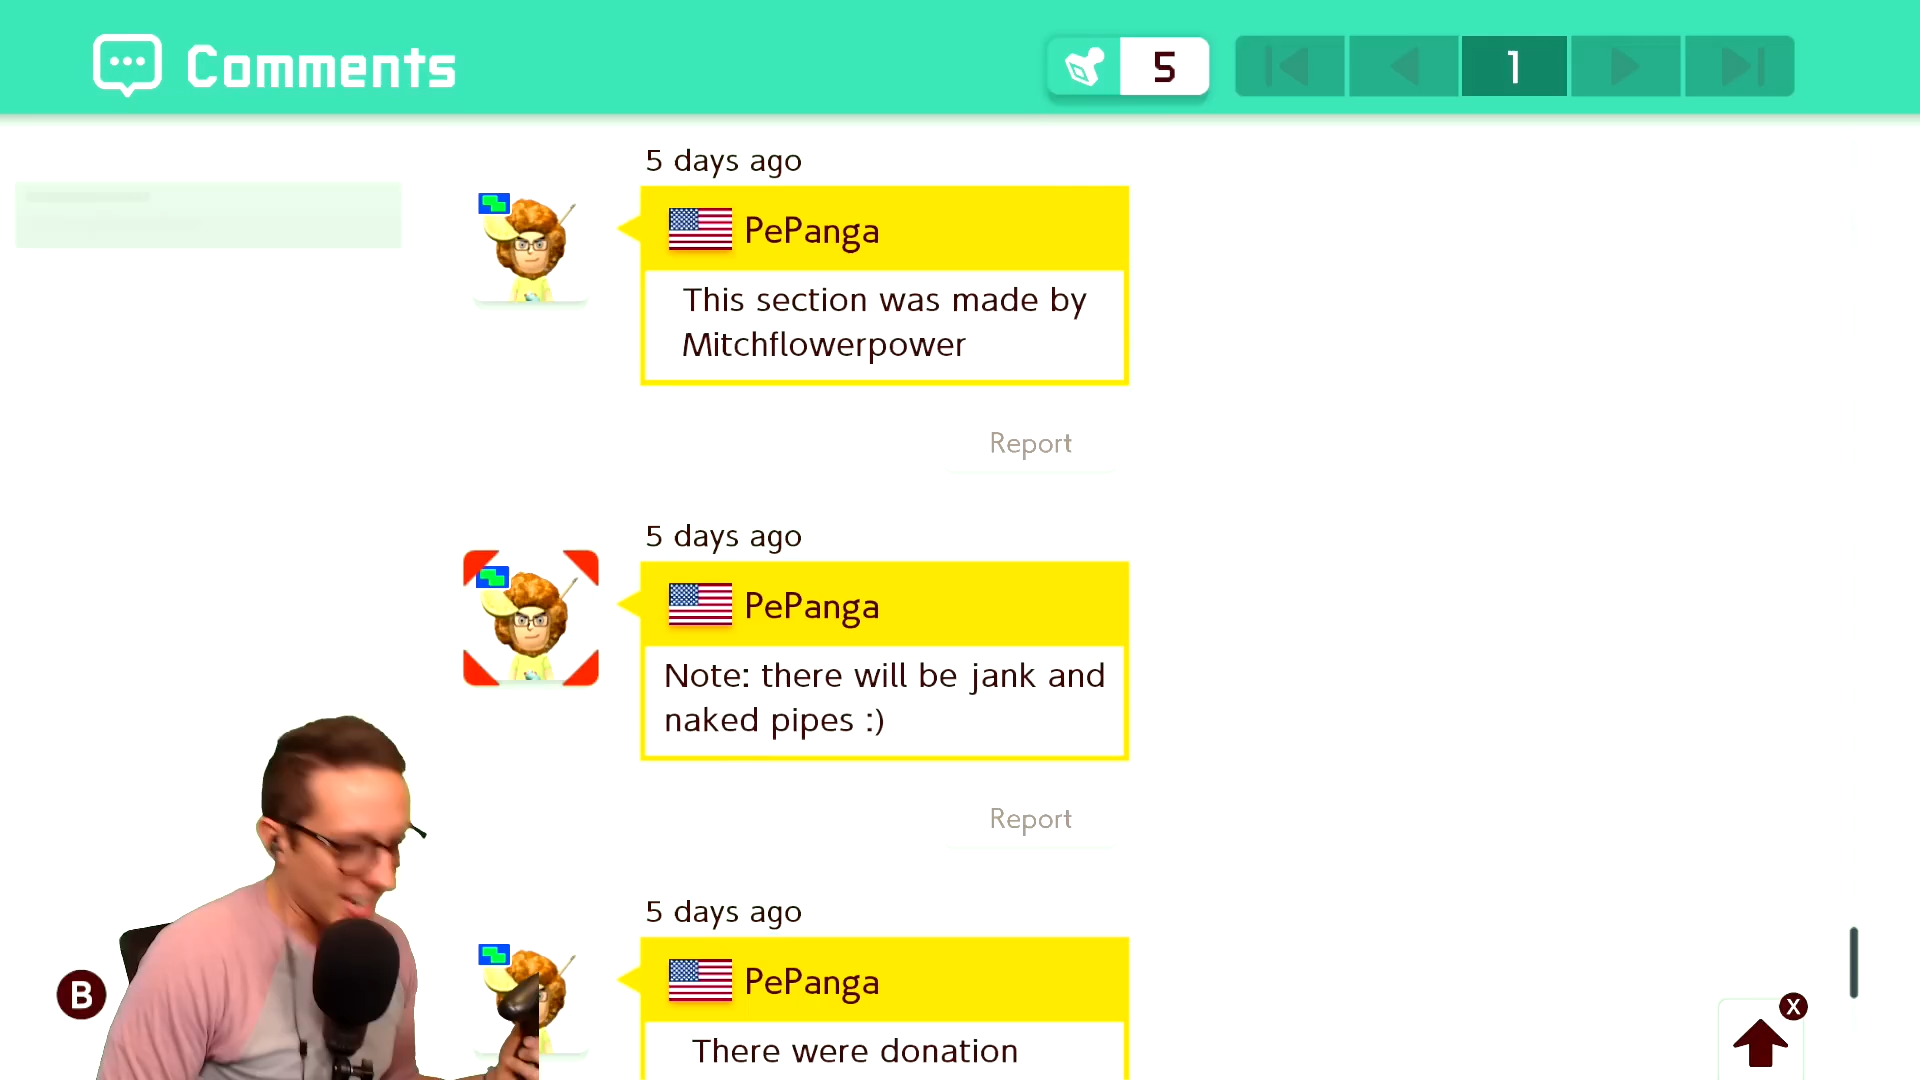 Comments
5
1
5 days ago
PePanga
This section was made by
Mitchflowerpower
Report
5 days ago
PePanga
Note: there will be jank and
naked pipes :)
Report
5 days ago
PePanga
There were donation
B
X